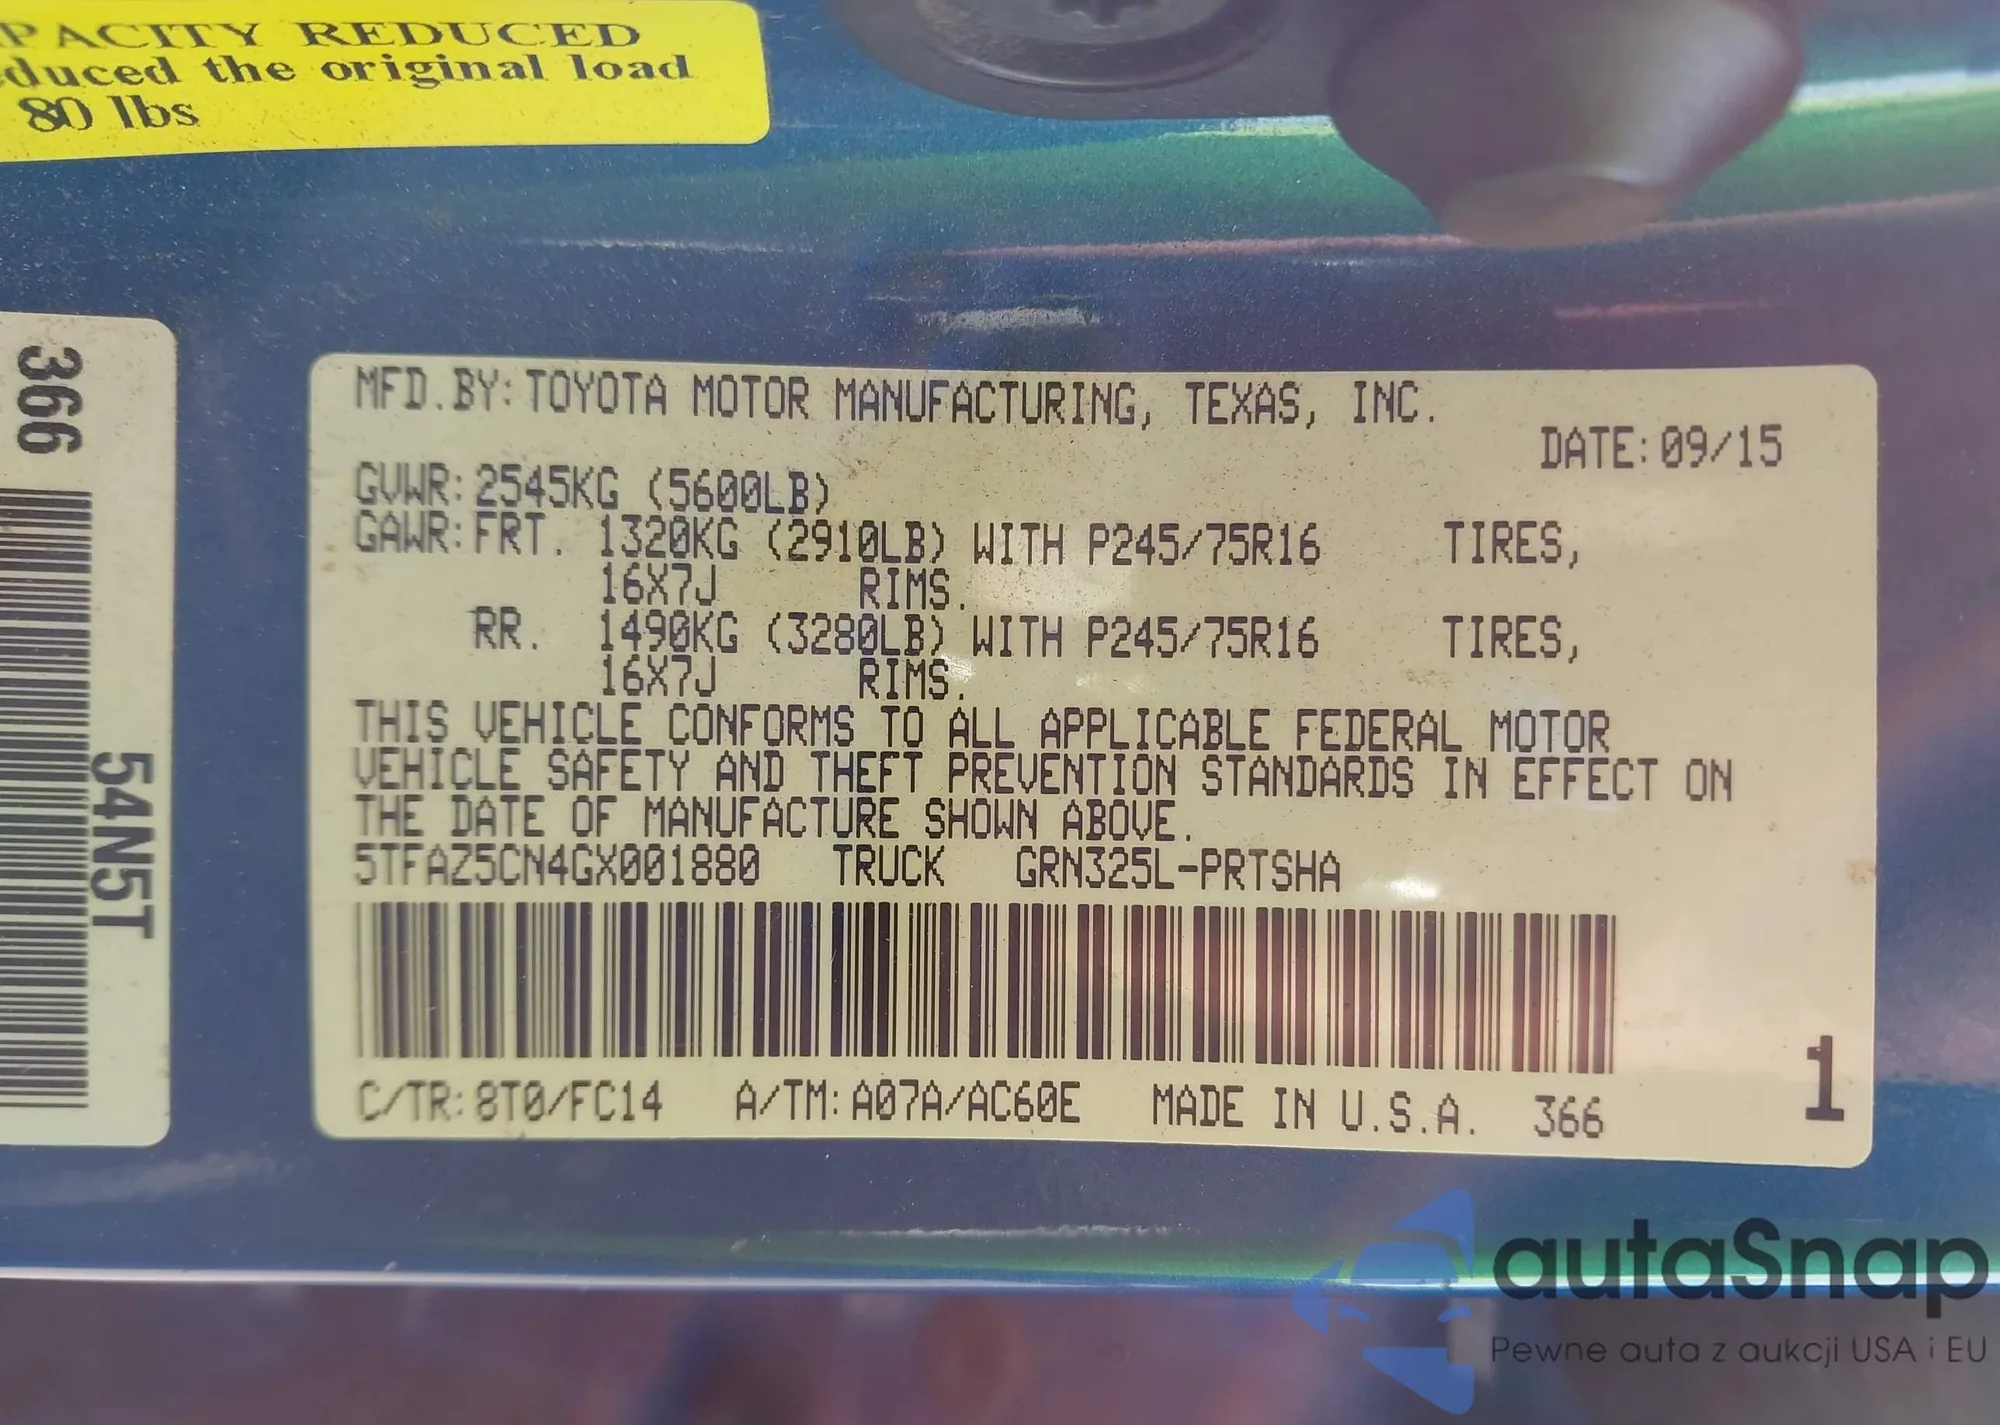 PACITY REDUCED
educed the original load
80 lbs
366
54N5T
MFD.BY: TOYOTA MOTOR MANUFACTURING, TEXAS, INC.
DATE: 09/15
GVWR: 2545KG (5600LB)
GAWR: FRT. 1320KG (2910LB) WITH P245/75R16 TIRES,
16X7J RIMS.
RR. 1490KG (3280LB) WITH P245/75R16 TIRES,
16X7J RIMS.
THIS VEHICLE CONFORMS TO ALL APPLICABLE FEDERAL MOTOR
VEHICLE SAFETY AND THEFT PREVENTION STANDARDS IN EFFECT ON
THE DATE OF MANUFACTURE SHOWN ABOVE.
5TFAZ5CN4GX001880 TRUCK GRN325L-PRTSHA
C/TR: 8T0/FC14 A/TM: A07A/AC60E MADE IN U.S.A. 366
1
autaSnap
Pewne auta z aukcji USA i EU